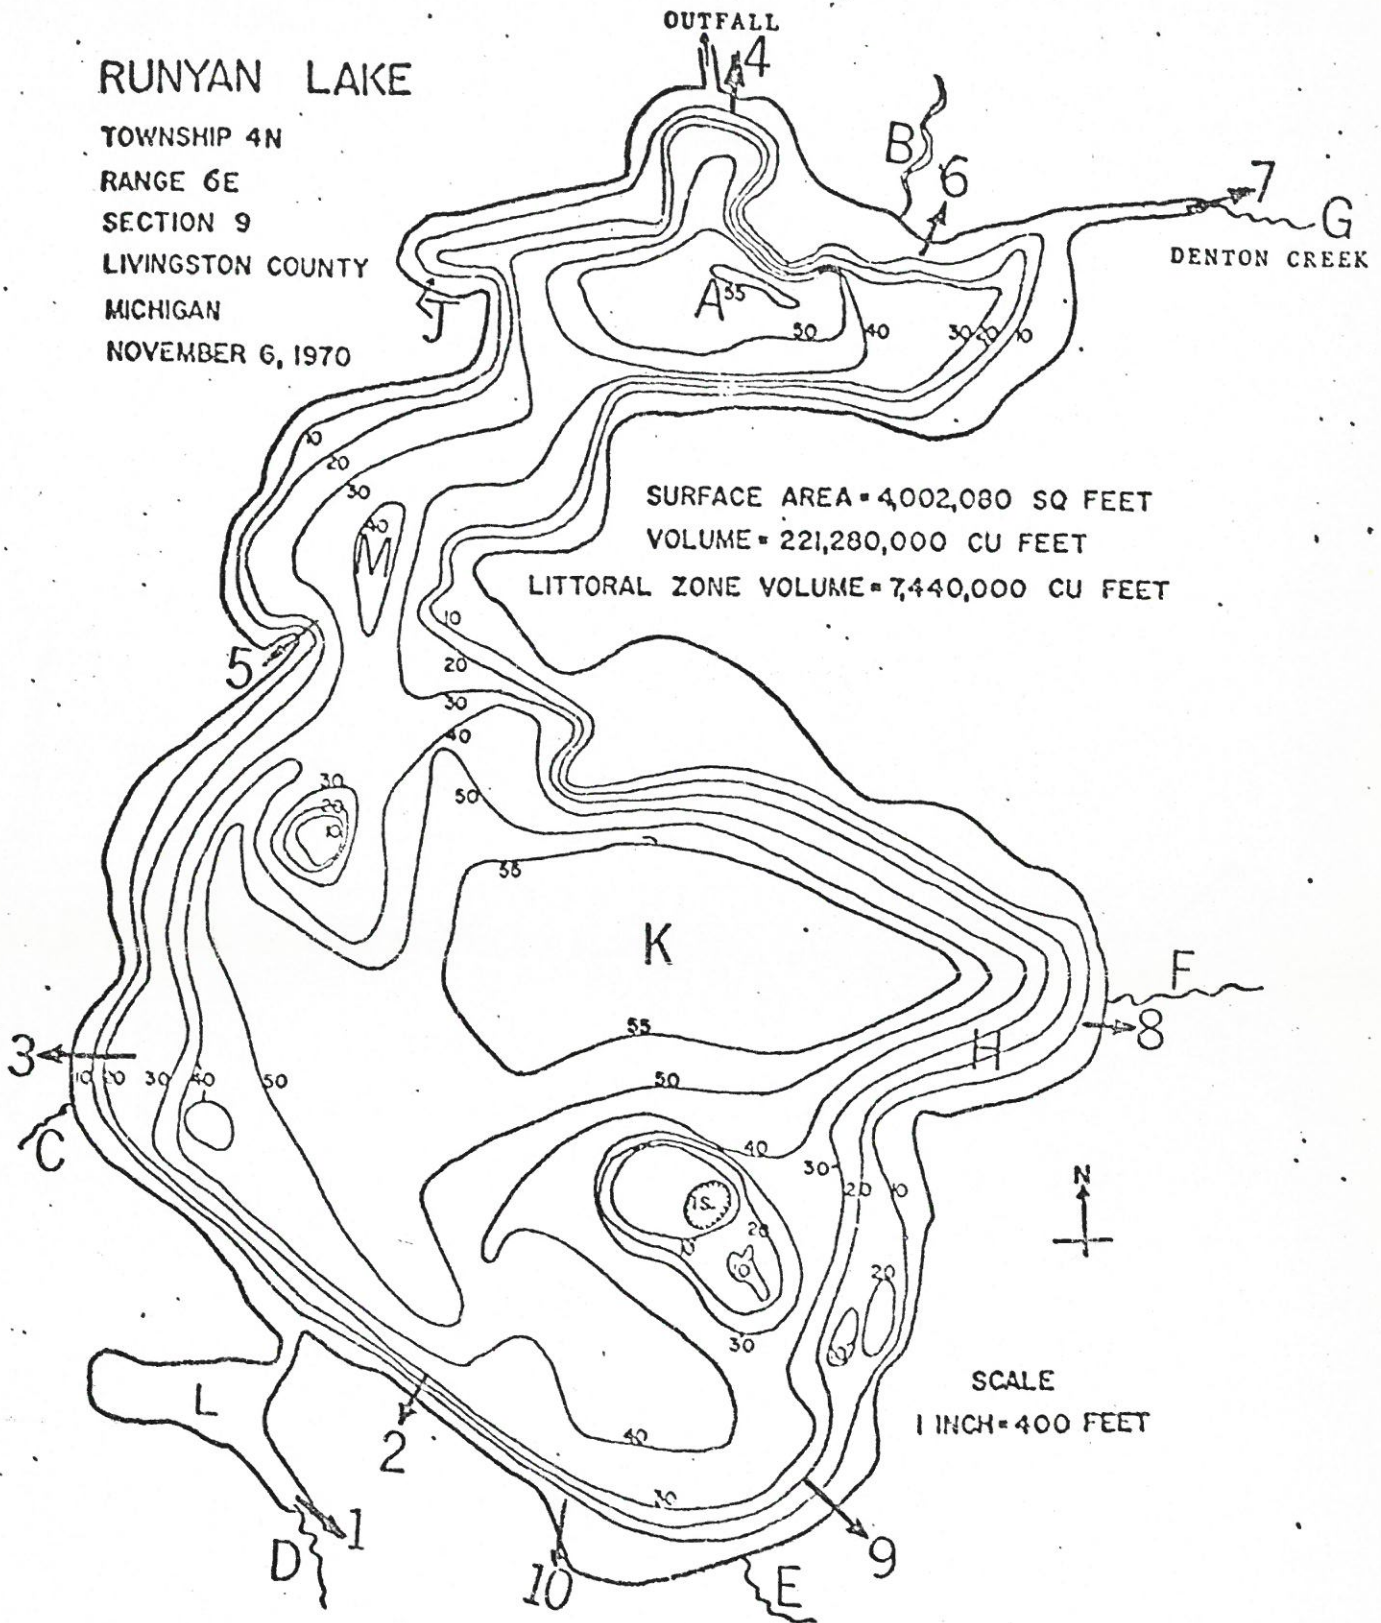 OUTFALL
4
RUNYAN LAKE
TOWNSHIP 4N
RANGE 6E
SECTION 9
LIVINGSTON COUNTY
MICHIGAN
NOVEMBER 6, 1970
B
6
7
G
DENTON CREEK
J
A 55
50 40 30 20 10
10
20
30
40
M
SURFACE AREA = 4,002,080 SQ FEET
VOLUME = 221,280,000 CU FEET
LITTORAL ZONE VOLUME = 7,440,000 CU FEET
10
20
5
30
40
30
20
10
50
55
K
F
55
3
8
H
10 20 30 40 50
50
C
40
30
20 10
IS.
N
10
20
10
20
30
10
L
SCALE
1 INCH = 400 FEET
2
40
30
1
D
10
9
E